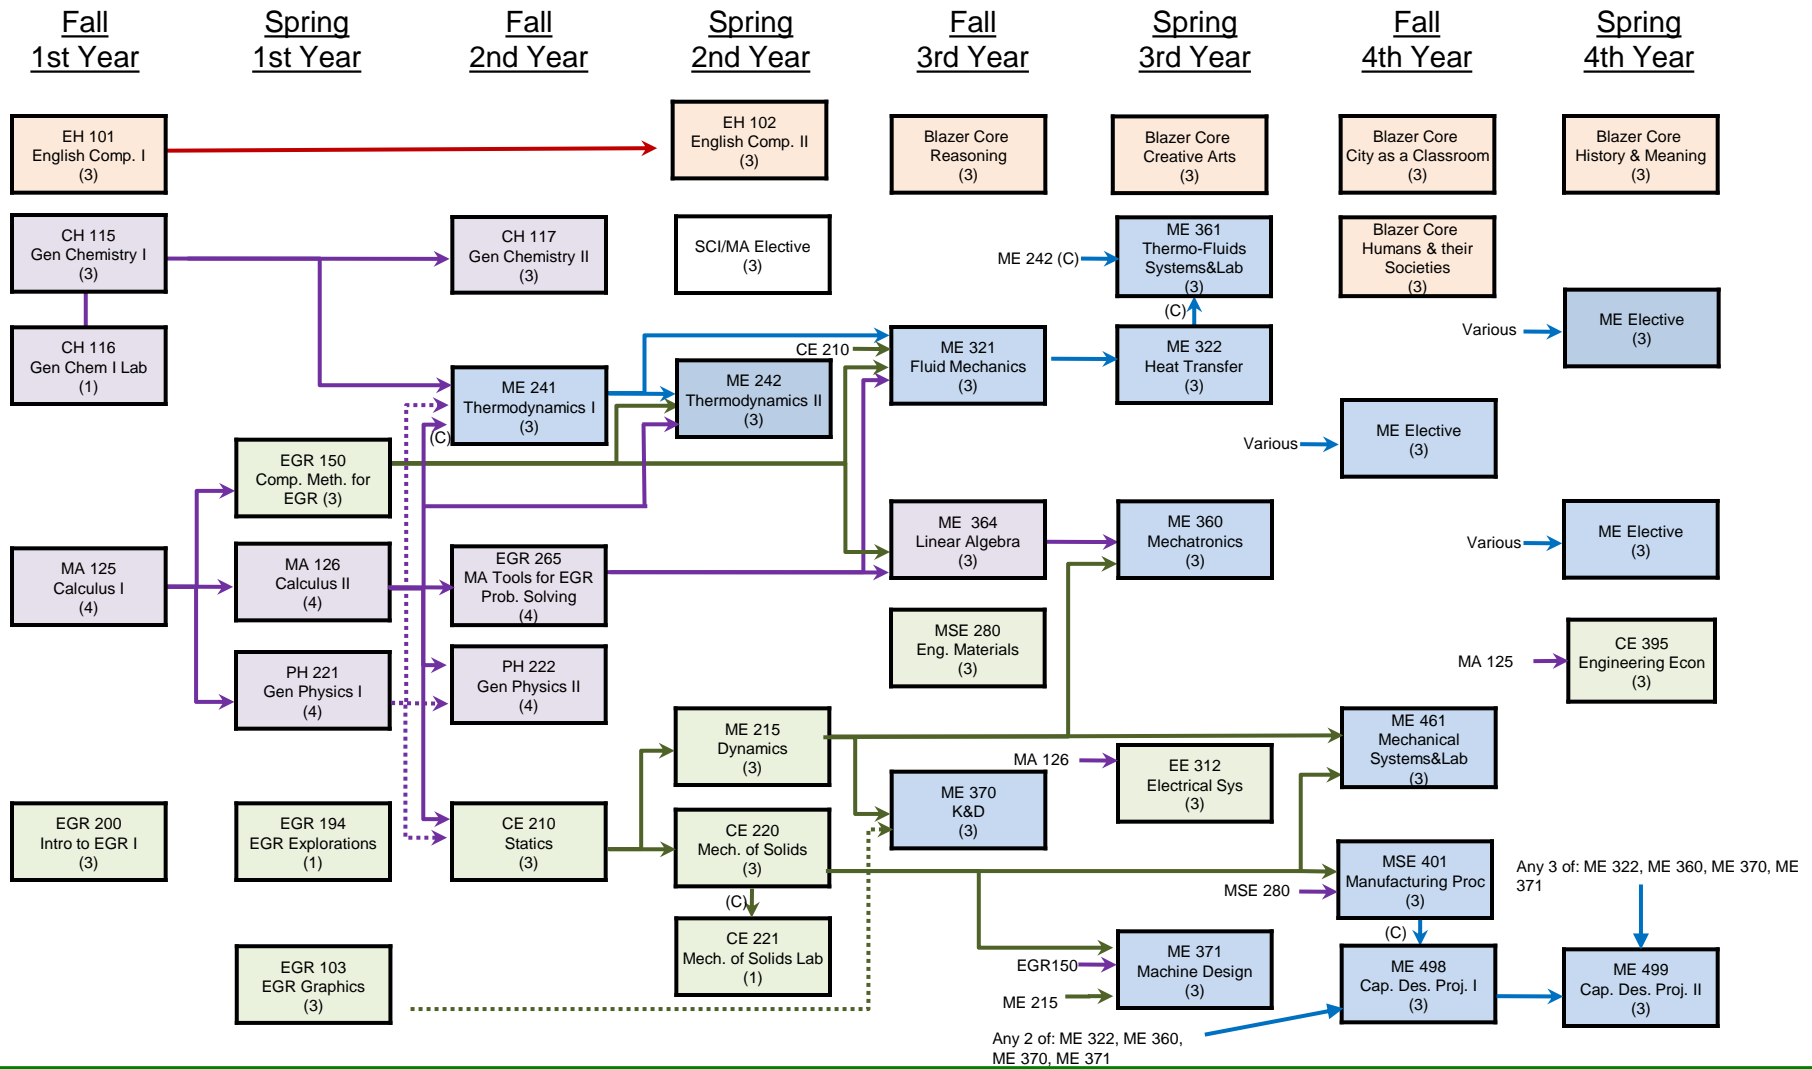 Fall
1st Year
Spring
1st Year
Fall
2nd Year
Spring
2nd Year
Fall
3rd Year
Spring
3rd Year
Fall
4th Year
Spring
4th Year
EH 101
English Comp. I
(3)
EH 102
English Comp. II
(3)
Blazer Core
Reasoning
(3)
Blazer Core
Creative Arts
(3)
Blazer Core
City as a Classroom
(3)
Blazer Core
History & Meaning
(3)
CH 115
Gen Chemistry I
(3)
CH 117
Gen Chemistry II
(3)
SCI/MA Elective
(3)
ME 242 (C)
ME 361
Thermo-Fluids
Systems&Lab
(3)
Blazer Core
Humans & their
Societies
(3)
(C)
Various
ME Elective
(3)
CH 116
Gen Chem I Lab
(1)
ME 241
Thermodynamics I
(3)
(C)
ME 242
Thermodynamics II
(3)
CE 210
ME 321
Fluid Mechanics
(3)
ME 322
Heat Transfer
(3)
Various
ME Elective
(3)
EGR 150
Comp. Meth. for
EGR (3)
MA 125
Calculus I
(4)
MA 126
Calculus II
(4)
EGR 265
MA Tools for EGR
Prob. Solving
(4)
ME 364
Linear Algebra
(3)
ME 360
Mechatronics
(3)
Various
ME Elective
(3)
PH 221
Gen Physics I
(4)
PH 222
Gen Physics II
(4)
MSE 280
Eng. Materials
(3)
MA 125
CE 395
Engineering Econ
(3)
ME 215
Dynamics
(3)
MA 126
EE 312
Electrical Sys
(3)
ME 461
Mechanical
Systems&Lab
(3)
EGR 200
Intro to EGR I
(3)
EGR 194
EGR Explorations
(1)
CE 210
Statics
(3)
CE 220
Mech. of Solids
(3)
ME 370
K&D
(3)
MSE 280
MSE 401
Manufacturing Proc
(3)
Any 3 of: ME 322, ME 360, ME 370, ME
371
(C)
(C)
EGR 103
EGR Graphics
(3)
CE 221
Mech. of Solids Lab
(1)
EGR150
ME 215
ME 371
Machine Design
(3)
ME 498
Cap. Des. Proj. I
(3)
ME 499
Cap. Des. Proj. II
(3)
Any 2 of: ME 322, ME 360,
ME 370, ME 371